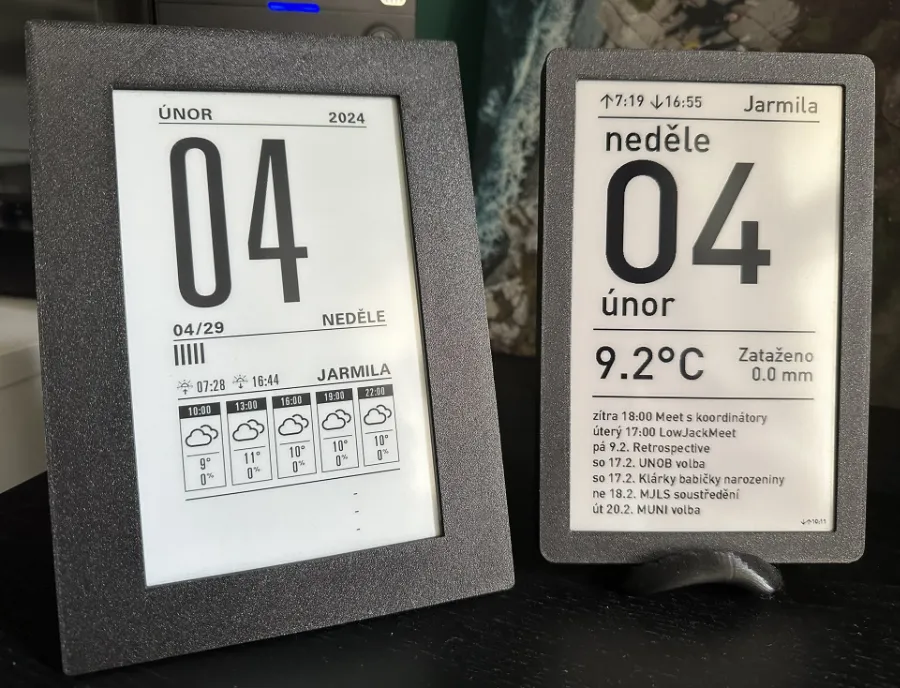 ÚNOR 2024
04
04/29 NEDĚLE
07:28 16:44 JARMILA
10:00 13:00 16:00 19:00 22:00
9° 11° 10° 10° 10°
0% 0% 0% 0% 0%
-
-
-
↑7:19 ↓16:55 Jarmila
neděle
04
únor
9.2°C Zataženo
0.0 mm
zítra 18:00 Meet s koordinátory
úterý 17:00 LowJackMeet
pá 9.2. Retrospective
so 17.2. UNOB volba
so 17.2. Klárky babičky narozeniny
ne 18.2. MJLS soustředění
út 20.2. MUNI volba